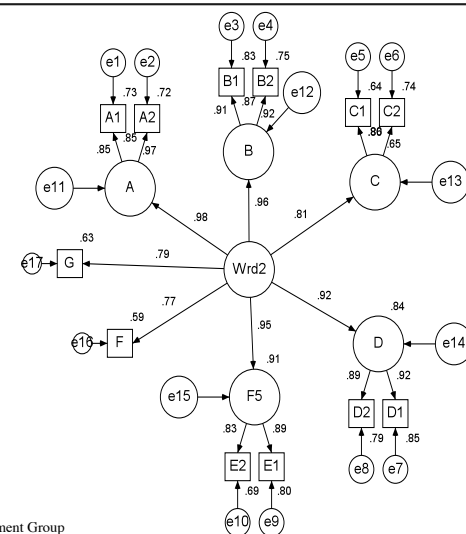 e3 e4
e1 e2 .83 .75 e5 e6
.73 .72 B1 B2 e12 .64 .74
A1 A2 .91 .87 .92 C1 C2
.85 .85 .97 B .86 .65
e11 A C e13
.98 .96 .81
.63
e17 G .79 Wrd2
.77 .92 .84
.59 .95
e16 F D e14
.91
e15 F5 .89 .92
.83 .89 D2 D1
E2 E1 .79 .85
.69 .80 e8 e7
e10 e9
ment Group